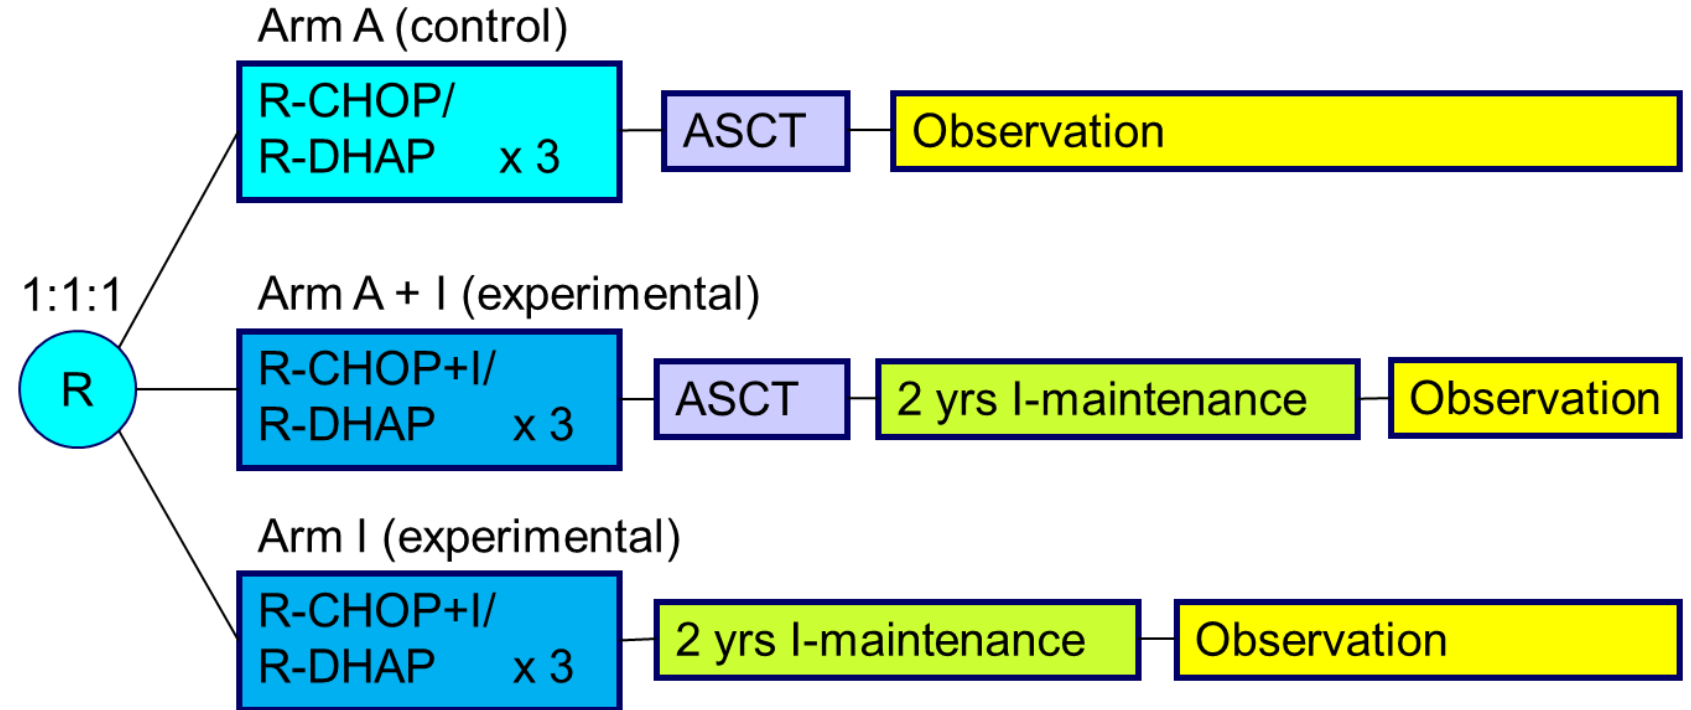 Arm A (control)
R-CHOP/
R-DHAP x 3
ASCT
Observation
1:1:1
R
Arm A + I (experimental)
R-CHOP+I/
R-DHAP x 3
ASCT
2 yrs I-maintenance
Observation
Arm I (experimental)
R-CHOP+I/
R-DHAP x 3
2 yrs I-maintenance
Observation